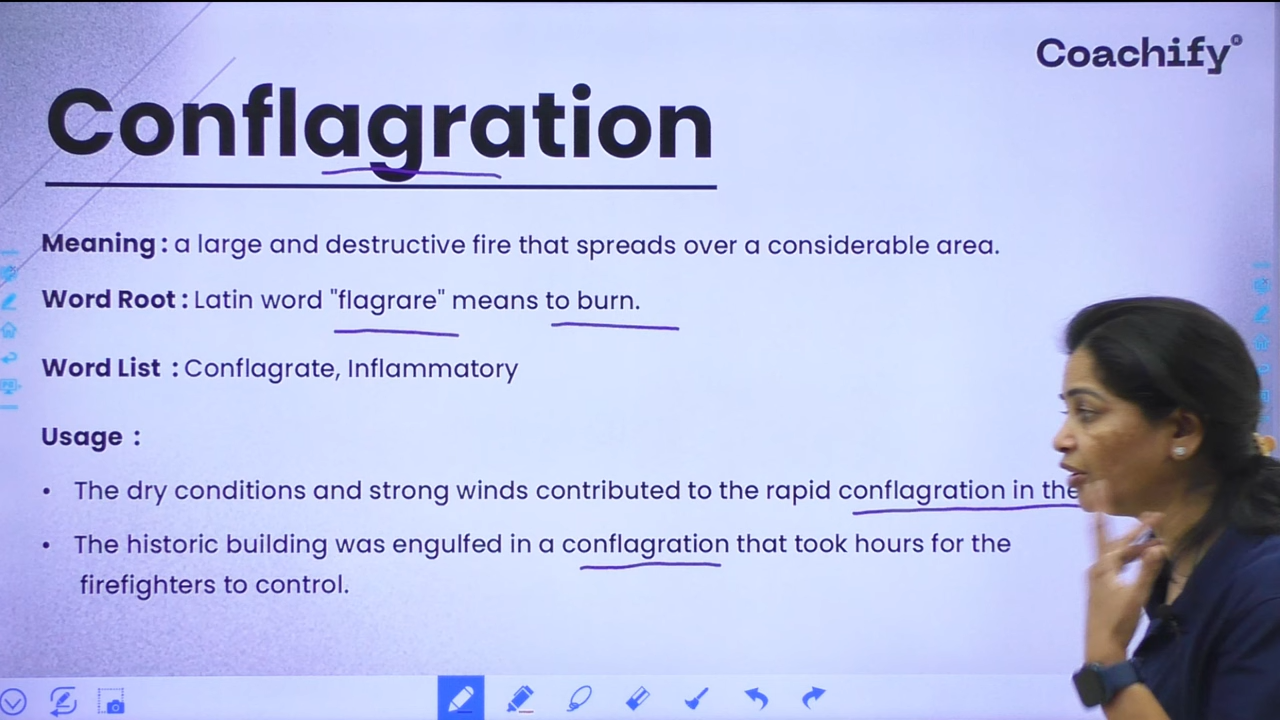 Coachify
Conflagration
Meaning : a large and destructive fire that spreads over a considerable area.
Word Root : Latin word "flagrare" means to burn.
Word List : Conflagrate, Inflammatory
Usage :
• The dry conditions and strong winds contributed to the rapid conflagration in the
• The historic building was engulfed in a conflagration that took hours for the
firefighters to control.